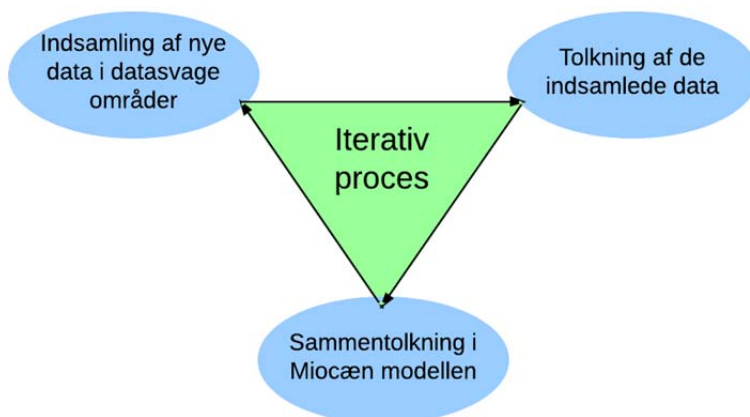 Indsamling af nye
data i datasvage
områder
Tolkning af de
indsamlede data
Iterativ
proces
Sammentolkning i
Miocæn modellen